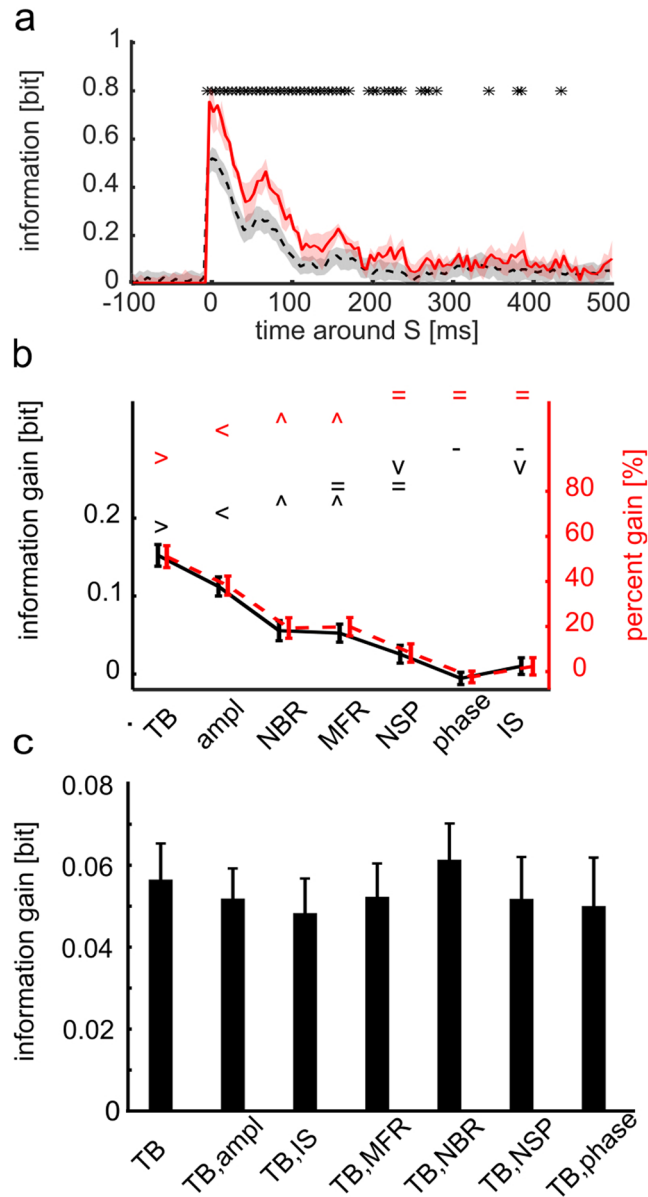 a
information [bit]
1
0.8
0.6
0.4
0.2
0
-100 0 100 200 300 400 500
time around S [ms]
b
information gain [bit]
0.2
0.1
0
= = =
> < ^ ^
- -
v v
= =
> < ^ ^
80
60
40
20
0
percent gain [%]
TB ampl NBR MFR NSP phase IS
c
information gain [bit]
0.08
0.06
0.04
0.02
0
TB TB,ampl TB,IS TB,MFR TB,NBR TB,NSP TB,phase